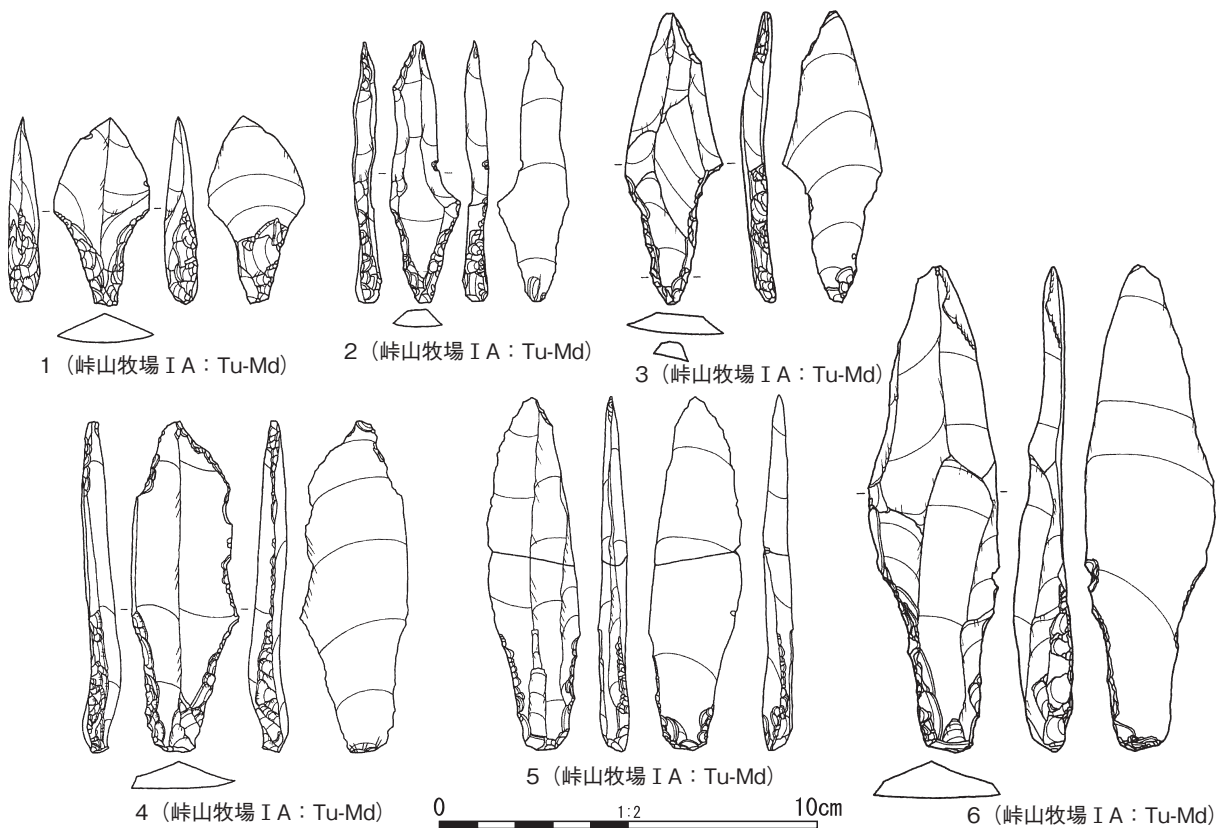 1（峠山牧場ⅠA：Tu-Md）
2（峠山牧場ⅠA：Tu-Md）
3（峠山牧場ⅠA：Tu-Md）
4（峠山牧場ⅠA：Tu-Md）
5（峠山牧場ⅠA：Tu-Md）
6（峠山牧場ⅠA：Tu-Md）
0 1:2 10cm